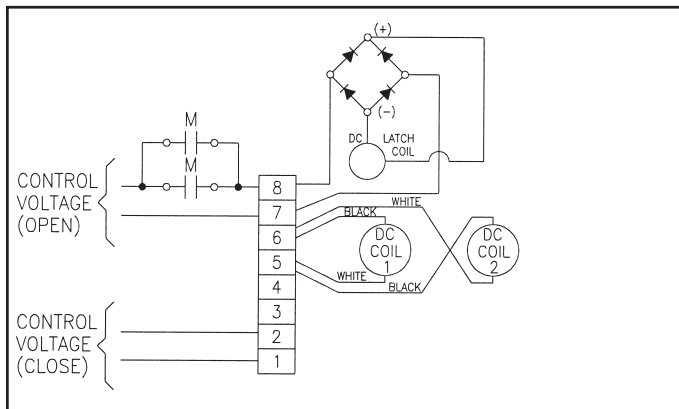 (+)
(-)
DC LATCH
COIL
M
M
CONTROL
VOLTAGE
(OPEN)
8
7
6
5
4
3
2
1
WHITE
BLACK
DC
COIL
1
WHITE
BLACK
DC
COIL
2
CONTROL
VOLTAGE
(CLOSE)